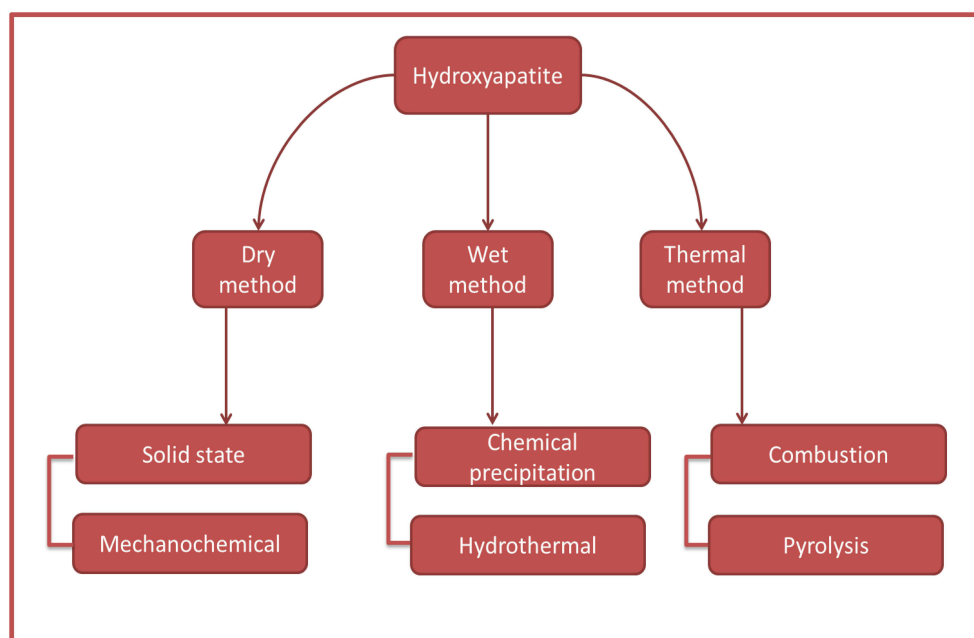 Hydroxyapatite
Dry
method
Wet
method
Thermal
method
Solid state
Chemical
precipitation
Combustion
Mechanochemical
Hydrothermal
Pyrolysis